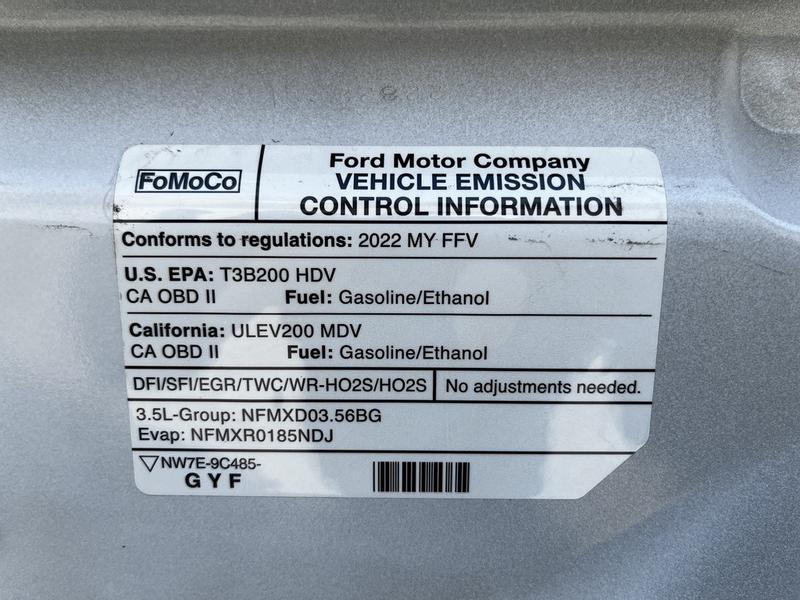 FoMoCo
Ford Motor Company
VEHICLE EMISSION
CONTROL INFORMATION
Conforms to regulations: 2022 MY FFV
U.S. EPA: T3B200 HDV
CA OBD II Fuel: Gasoline/Ethanol
California: ULEV200 MDV
CA OBD II Fuel: Gasoline/Ethanol
DFI/SFI/EGR/TWC/WR-HO2S/HO2S No adjustments needed.
3.5L-Group: NFMXD03.56BG
Evap: NFMXR0185NDJ
NW7E-9C485-
G Y F